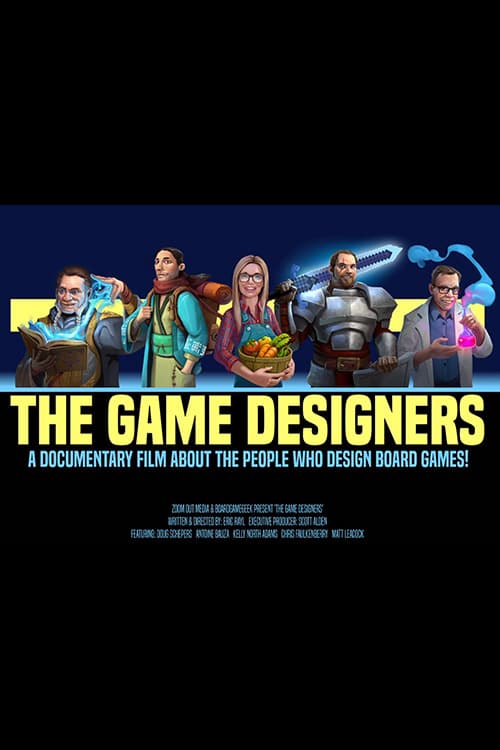 THE GAME DESIGNERS
A DOCUMENTARY FILM ABOUT THE PEOPLE WHO DESIGN BOARD GAMES!
ZOOM OUT MEDIA & BOARDGAMEGEEK PRESENT "THE GAME DESIGNERS"
WRITTEN & DIRECTED BY: ERIC RAYL EXECUTIVE PRODUCER: SCOTT ALDEN
FEATURING: DOUG SCHEPERS ANTOINE BAUZA KELLY NORTH ADAMS CHRIS FAULKENBERRY MATT LEACOCK